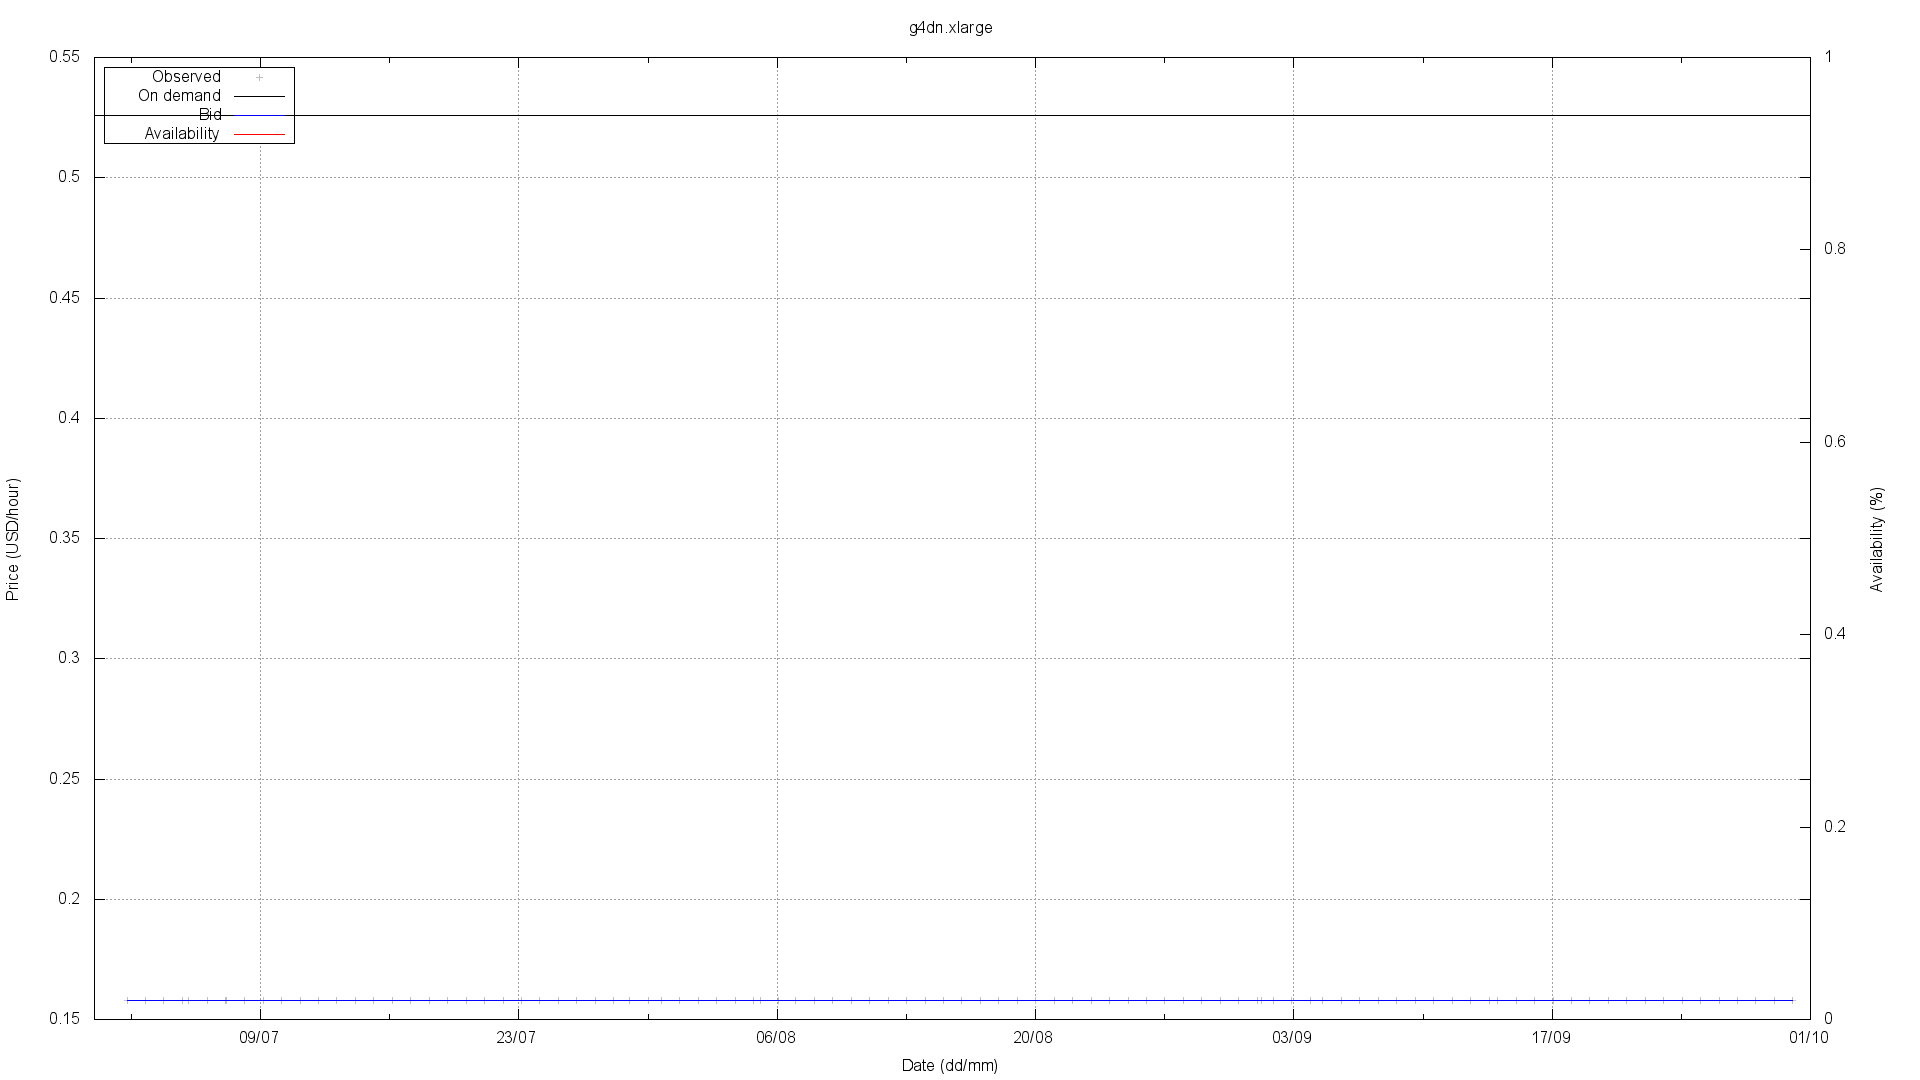 g4dn.xlarge
Observed
On demand
Bid
Availability
0.55
0.5
0.45
0.4
0.35
0.3
0.25
0.2
0.15
Price (USD/hour)
1
0.8
0.6
0.4
0.2
0
Availability (%)
09/07 23/07 06/08 20/08 03/09 17/09 01/10
Date (dd/mm)